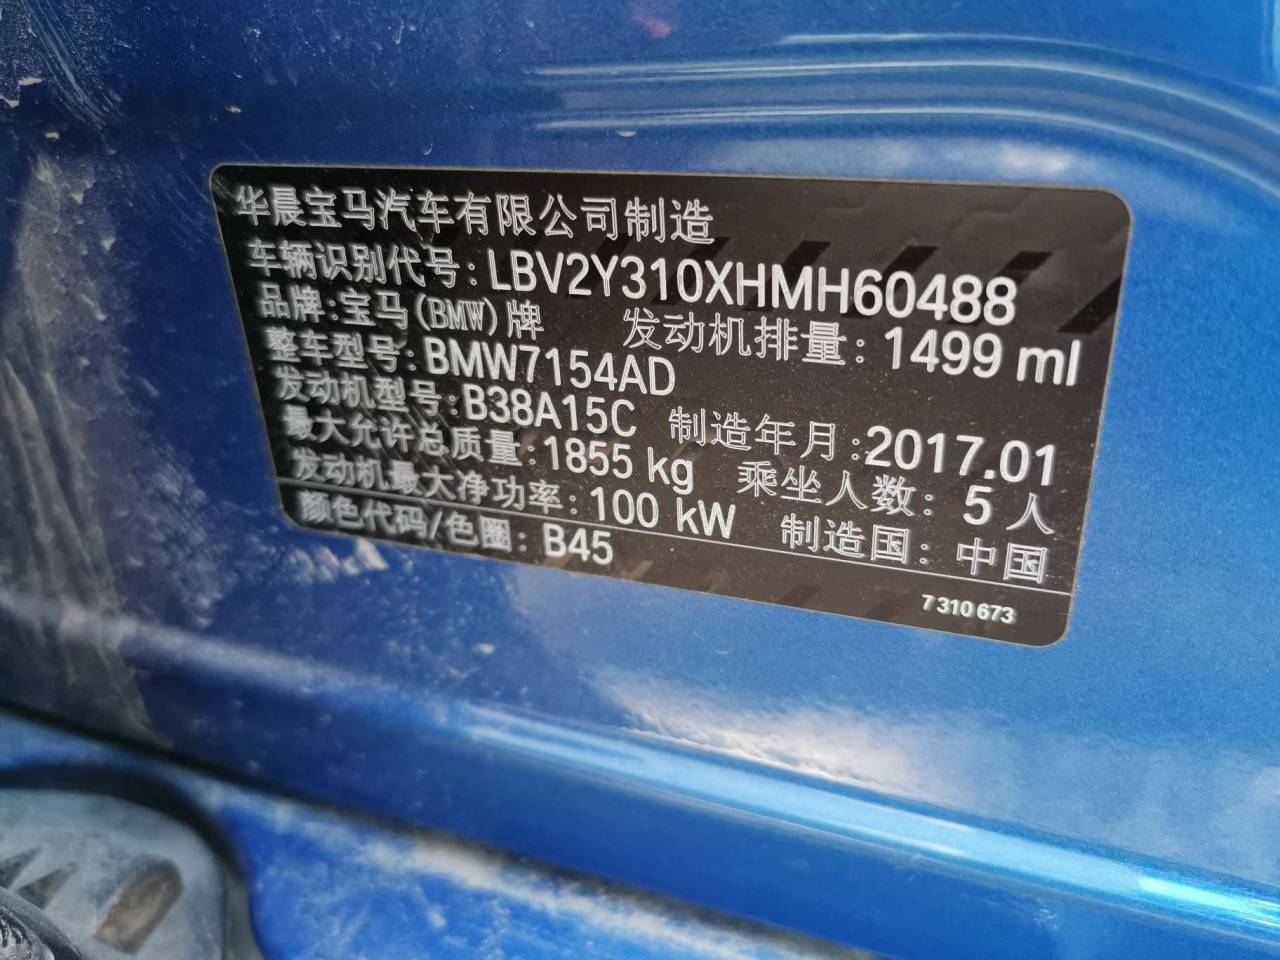 华晨宝马汽车有限公司制造
车辆识别代号: LBV2Y310XHMH60488
品牌: 宝马(BMW)牌 发动机排量: 1499 ml
整车型号: BMW7154AD
发动机型号: B38A15C 制造年月: 2017.01
最大允许总质量: 1855 kg 乘坐人数: 5 人
发动机最大净功率: 100 kW 制造国: 中国
颜色代码/色圈: B45
7 310 673